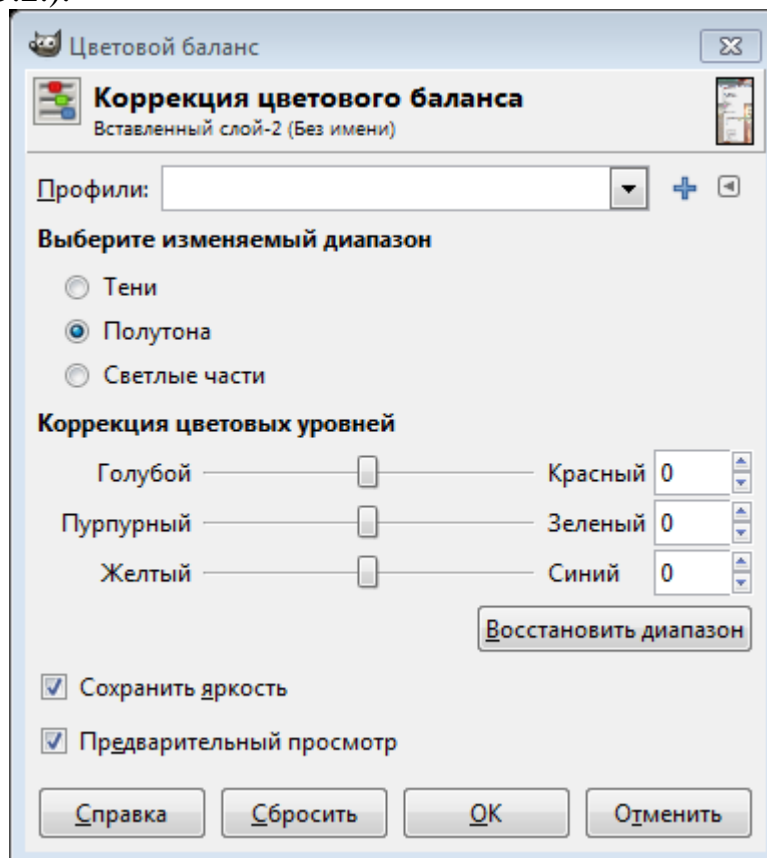 Цветовой баланс
Коррекция цветового баланса
Вставленный слой-2 (Без имени)
Профили:
Выберите изменяемый диапазон
Тени
Полутона
Светлые части
Коррекция цветовых уровней
Голубой Красный 0
Пурпурный Зеленый 0
Желтый Синий 0
Восстановить диапазон
Сохранить яркость
Предварительный просмотр
Справка Сбросить OK Отменить